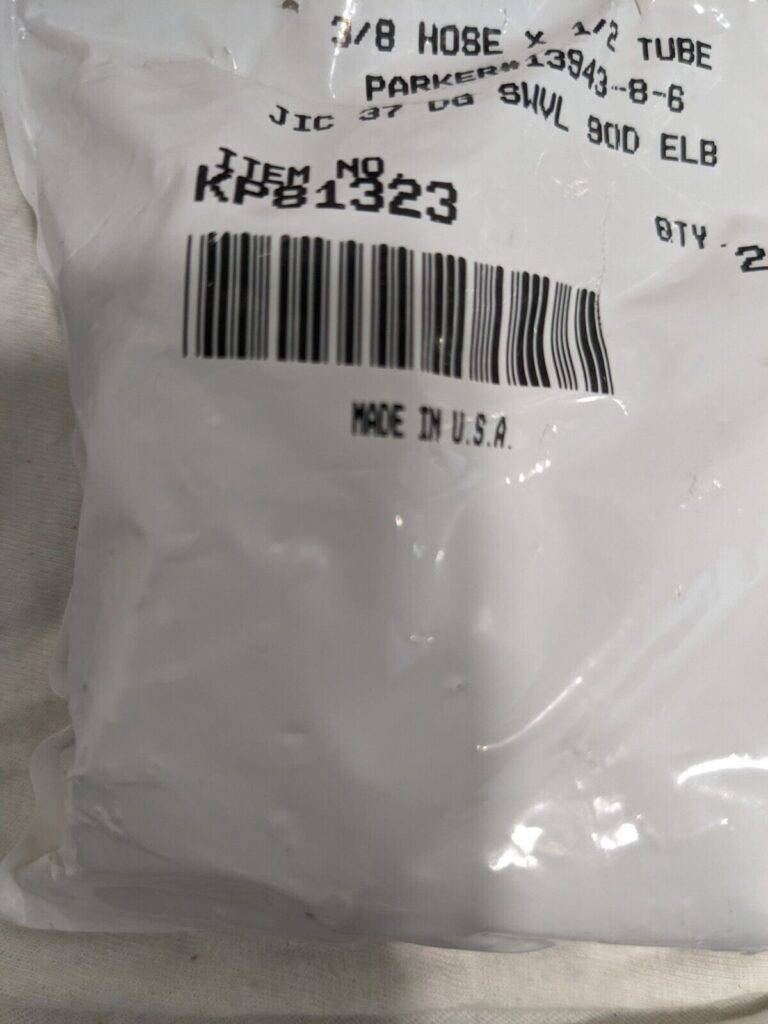 3/8 HOSE x 1/2 TUBE
PARKER#13943-8-6
JIC 37 DG SWVL 90D ELB
ITEM NO.
KP81323
QTY. 2
MADE IN U.S.A.